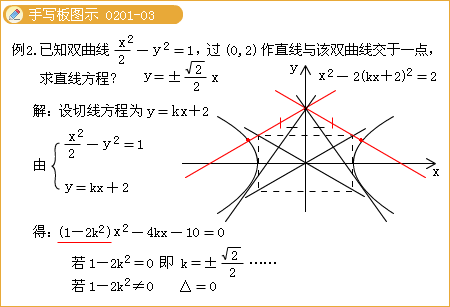 手写板图示 0201-03
例2.已知双曲线 x²/2 - y² = 1,过 (0,2) 作直线与该双曲线交于一点,
求直线方程? y = ± √2/2 x
x² - 2(kx+2)² = 2
解: 设切线方程为 y = kx + 2
由 { x²/2 - y² = 1
y = kx + 2
得: (1-2k²)x² - 4kx - 10 = 0
若 1-2k² = 0 即 k = ± √2/2 ……
若 1-2k² ≠ 0 △ = 0
y
x